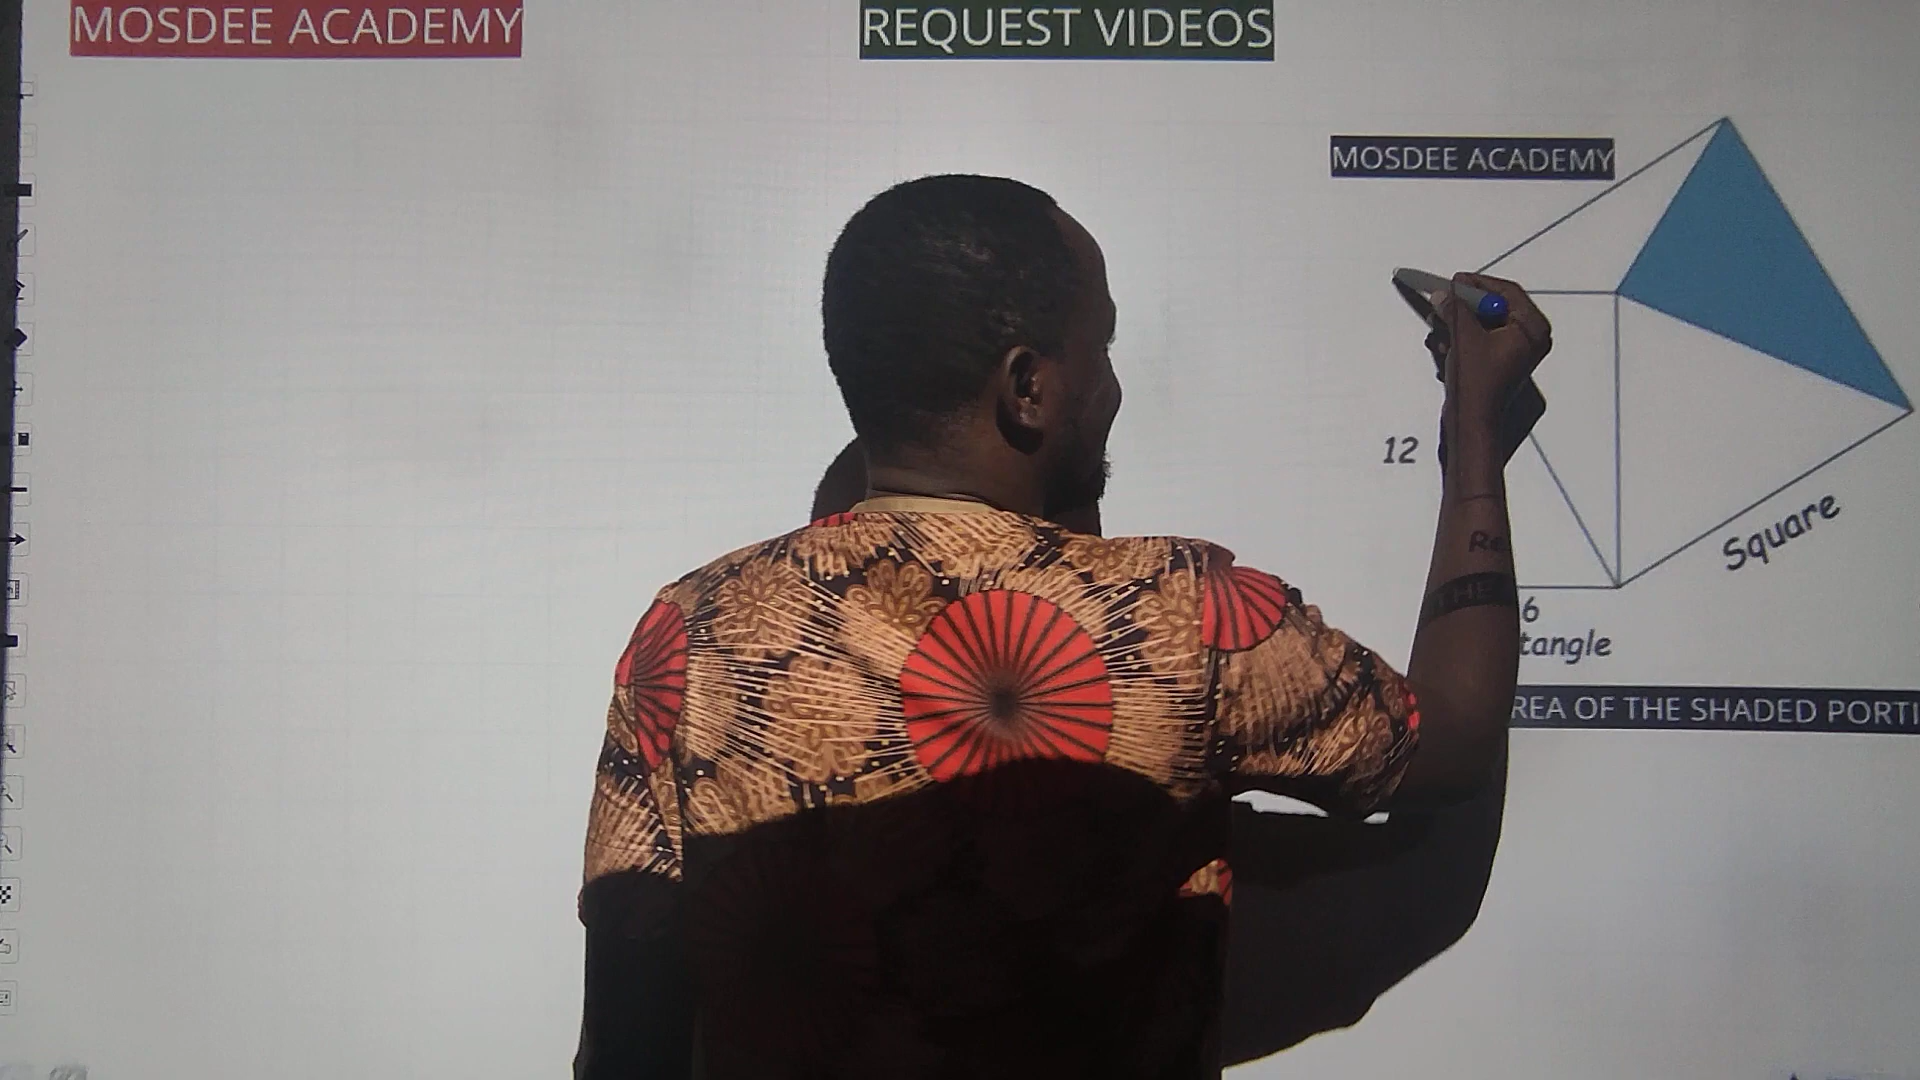 MOSDEE ACADEMY
REQUEST VIDEOS
MOSDEE ACADEMY
12
Square
6
tangle
REA OF THE SHADED PORTI